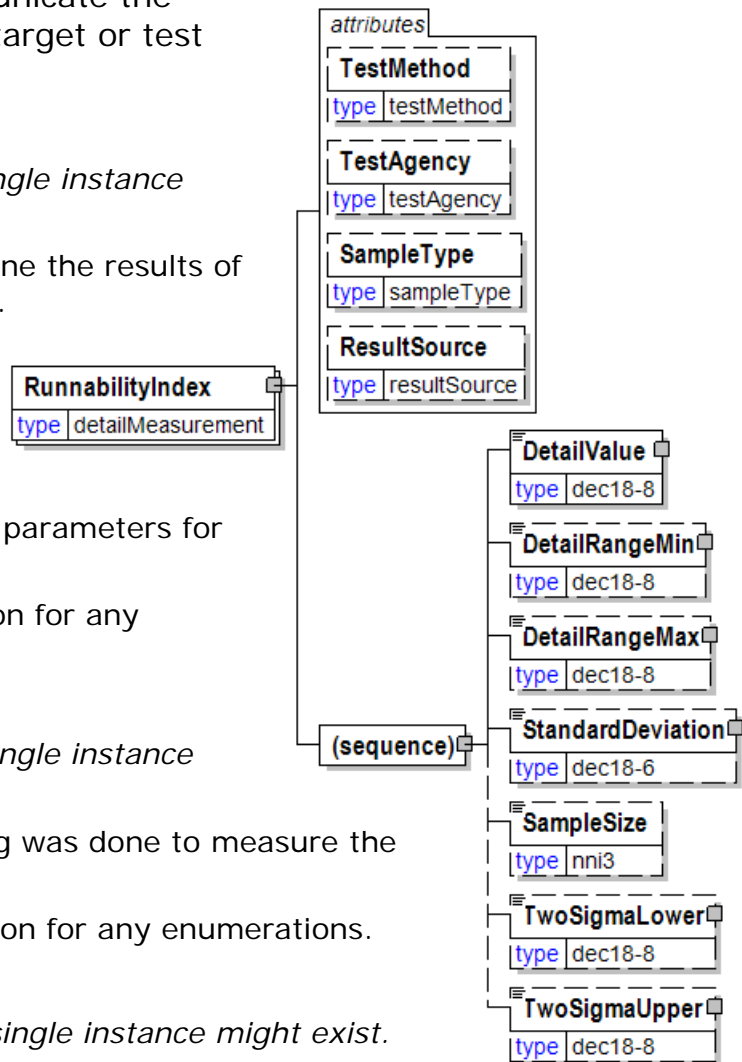 unicate the
target or test
ngle instance
ne the results of
.
parameters for
on for any
ngle instance
g was done to measure the
on for any enumerations.
single instance might exist.
RunnabilityIndex
type detailMeasurement
attributes
TestMethod
type testMethod
TestAgency
type testAgency
SampleType
type sampleType
ResultSource
type resultSource
(sequence)
DetailValue
type dec18-8
DetailRangeMin
type dec18-8
DetailRangeMax
type dec18-8
StandardDeviation
type dec18-6
SampleSize
type nni3
TwoSigmaLower
type dec18-8
TwoSigmaUpper
type dec18-8